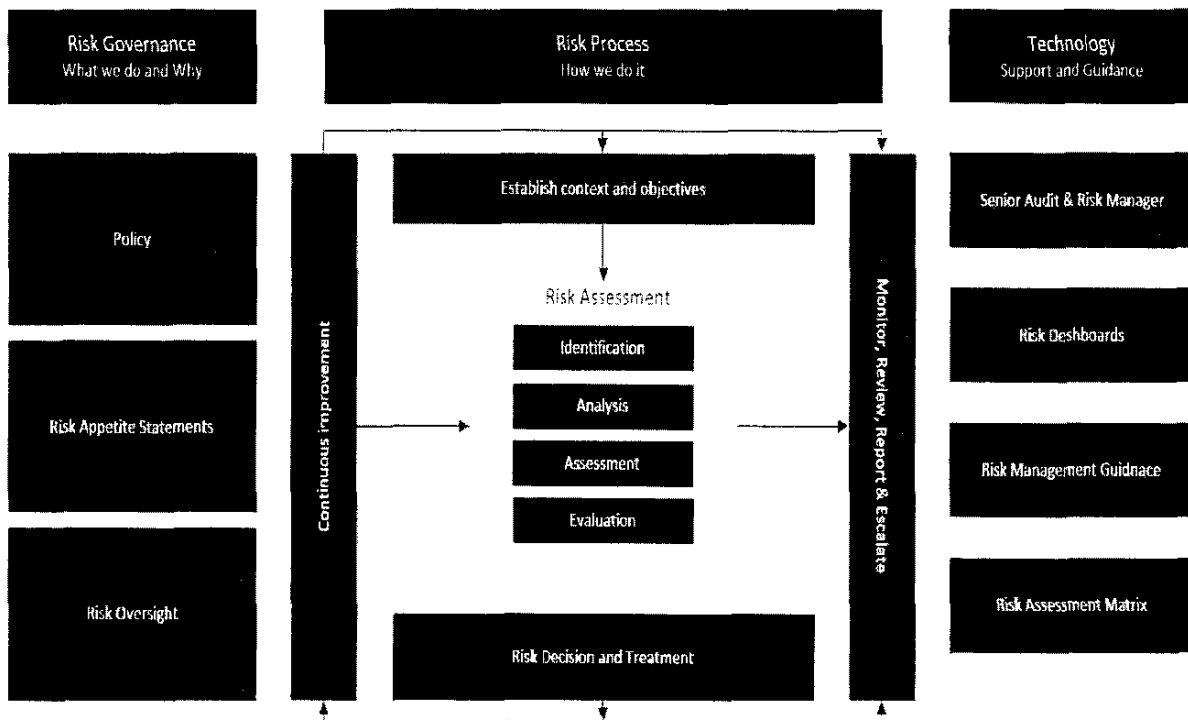 Risk Governance
What we do and Why
Risk Process
How we do it
Technology
Support and Guidance
Policy
Risk Appetite Statements
Risk Oversight
Continuous improvement
Establish context and objectives
Risk Assessment
Identification
Analysis
Assessment
Evaluation
Risk Decision and Treatment
Monitor, Review, Report & Escalate
Senior Audit & Risk Manager
Risk Deshboards
Risk Management Guidnace
Risk Assessment Matrix